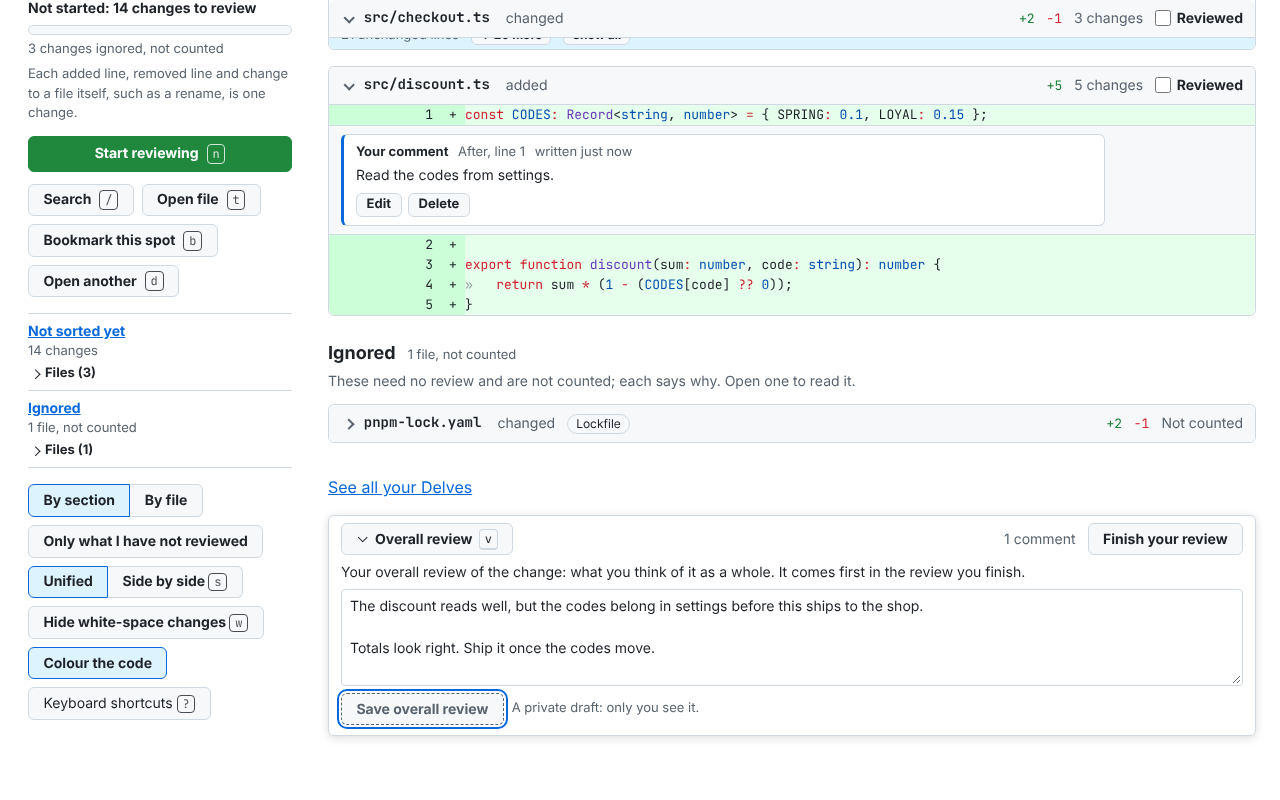 Not started: 14 changes to review
3 changes ignored, not counted
Each added line, removed line and change
to a file itself, such as a rename, is one
change.
Start reviewing n
Search / Open file t
Bookmark this spot b
Open another d
Not sorted yet
14 changes
Files (3)
Ignored
1 file, not counted
Files (1)
By section By file
Only what I have not reviewed
Unified Side by side s
Hide white-space changes w
Colour the code
Keyboard shortcuts ?
src/checkout.ts changed +2 -1 3 changes Reviewed
src/discount.ts added +5 5 changes Reviewed
1 + const CODES: Record<string, number> = { SPRING: 0.1, LOYAL: 0.15 };
Your comment After, line 1 written just now
Read the codes from settings.
Edit Delete
2 +
3 + export function discount(sum: number, code: string): number {
4 + » return sum * (1 - (CODES[code] ?? 0));
5 + }
Ignored 1 file, not counted
These need no review and are not counted; each says why. Open one to read it.
pnpm-lock.yaml changed Lockfile +2 -1 Not counted
See all your Delves
Overall review v 1 comment Finish your review
Your overall review of the change: what you think of it as a whole. It comes first in the review you finish.
The discount reads well, but the codes belong in settings before this ships to the shop.
Totals look right. Ship it once the codes move.
Save overall review A private draft: only you see it.